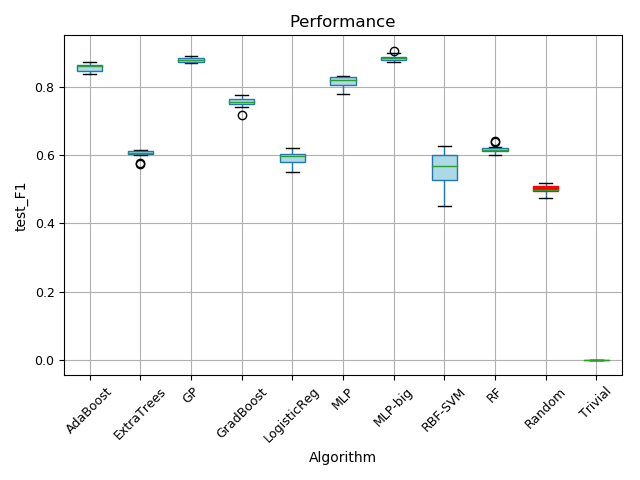 Performance
test_F1
0.8
0.6
0.4
0.2
0.0
AdaBoost
ExtraTrees
GP
GradBoost
LogisticReg
MLP
MLP-big
RBF-SVM
RF
Random
Trivial
Algorithm